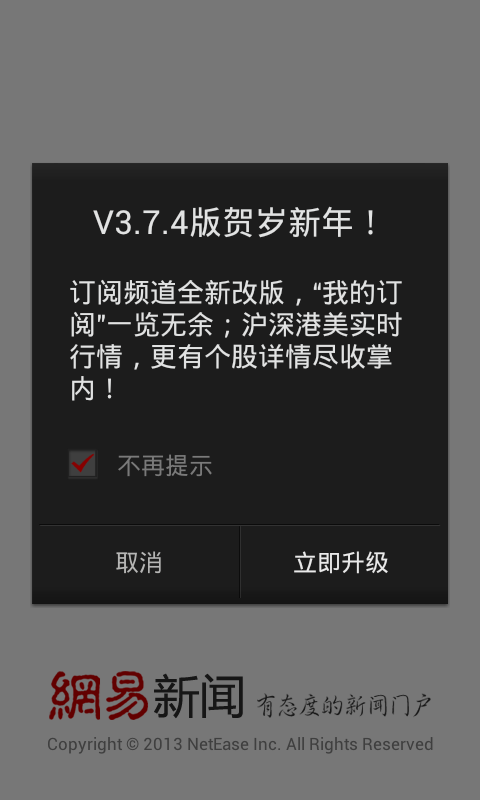 V3.7.4版贺岁新年！
订阅频道全新改版，“我的订
阅”一览无余；沪深港美实时
行情，更有个股详情尽收掌
内！
不再提示
取消
立即升级
網易新闻 有态度的新闻门户
Copyright © 2013 NetEase Inc. All Rights Reserved